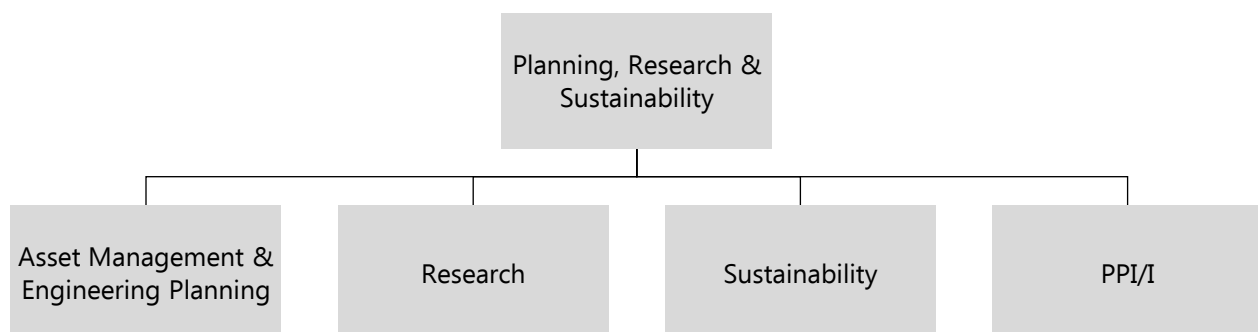 Planning, Research &
Sustainability
Asset Management &
Engineering Planning
Research
Sustainability
PPI/I